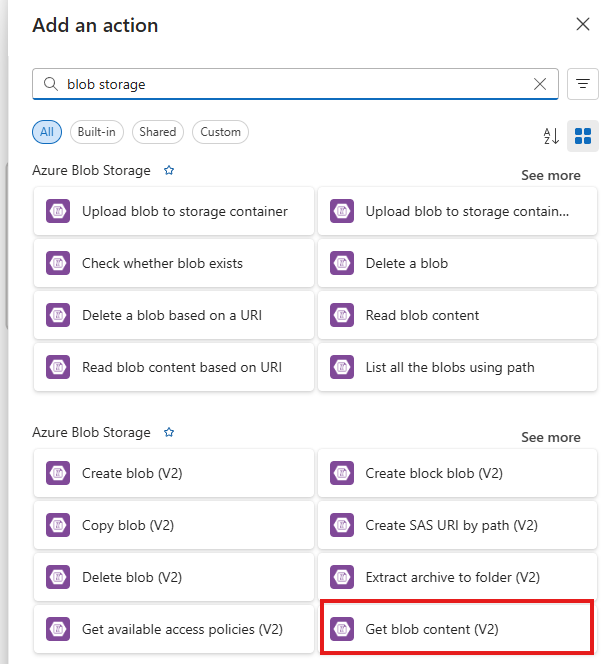 Add an action
blob storage
All Built-in Shared Custom
A Z
Azure Blob Storage
See more
Upload blob to storage container
Upload blob to storage contain...
Check whether blob exists
Delete a blob
Delete a blob based on a URI
Read blob content
Read blob content based on URI
List all the blobs using path
Azure Blob Storage
See more
Create blob (V2)
Create block blob (V2)
Copy blob (V2)
Create SAS URI by path (V2)
Delete blob (V2)
Extract archive to folder (V2)
Get available access policies (V2)
Get blob content (V2)